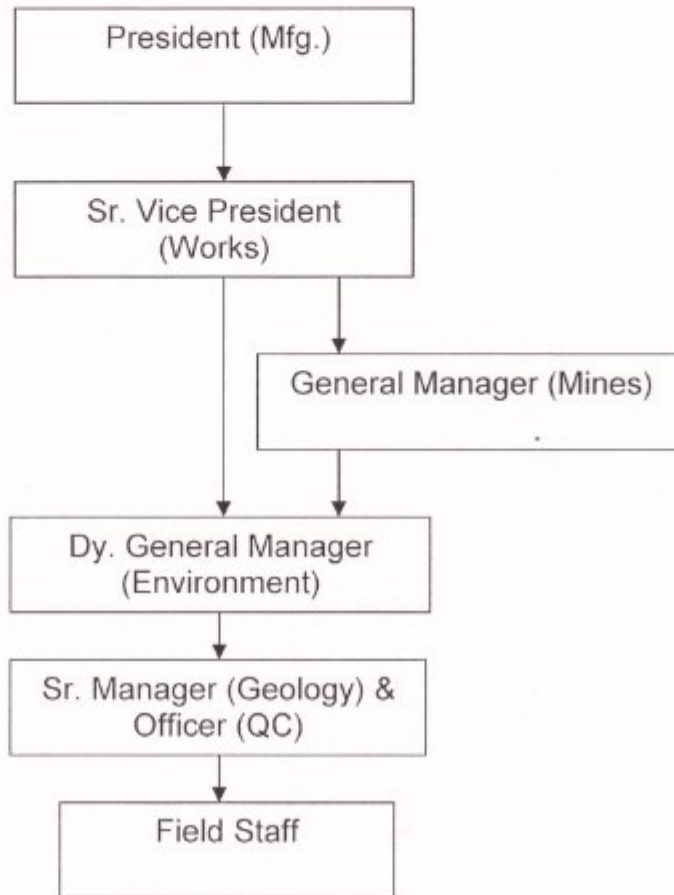 President (Mfg.)
Sr. Vice President
(Works)
General Manager (Mines)
Dy. General Manager
(Environment)
Sr. Manager (Geology) &
Officer (QC)
Field Staff